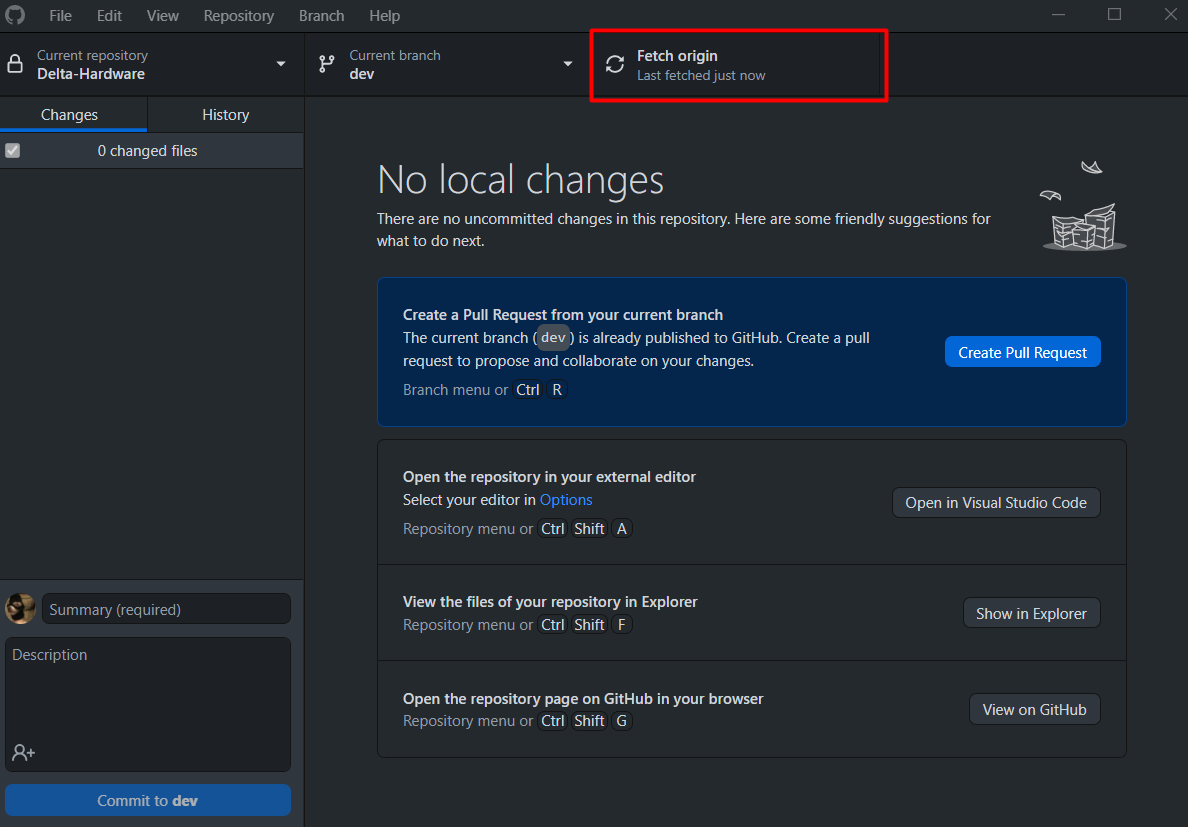 File Edit View Repository Branch Help
Current repository
Delta-Hardware
Current branch
dev
Fetch origin
Last fetched just now
Changes History
0 changed files
No local changes
There are no uncommitted changes in this repository. Here are some friendly suggestions for
what to do next.
Create a Pull Request from your current branch
The current branch (dev) is already published to GitHub. Create a pull
request to propose and collaborate on your changes.
Branch menu or Ctrl R
Create Pull Request
Open the repository in your external editor
Select your editor in Options
Repository menu or Ctrl Shift A
Open in Visual Studio Code
View the files of your repository in Explorer
Repository menu or Ctrl Shift F
Show in Explorer
Open the repository page on GitHub in your browser
Repository menu or Ctrl Shift G
View on GitHub
Summary (required)
Description
Commit to dev